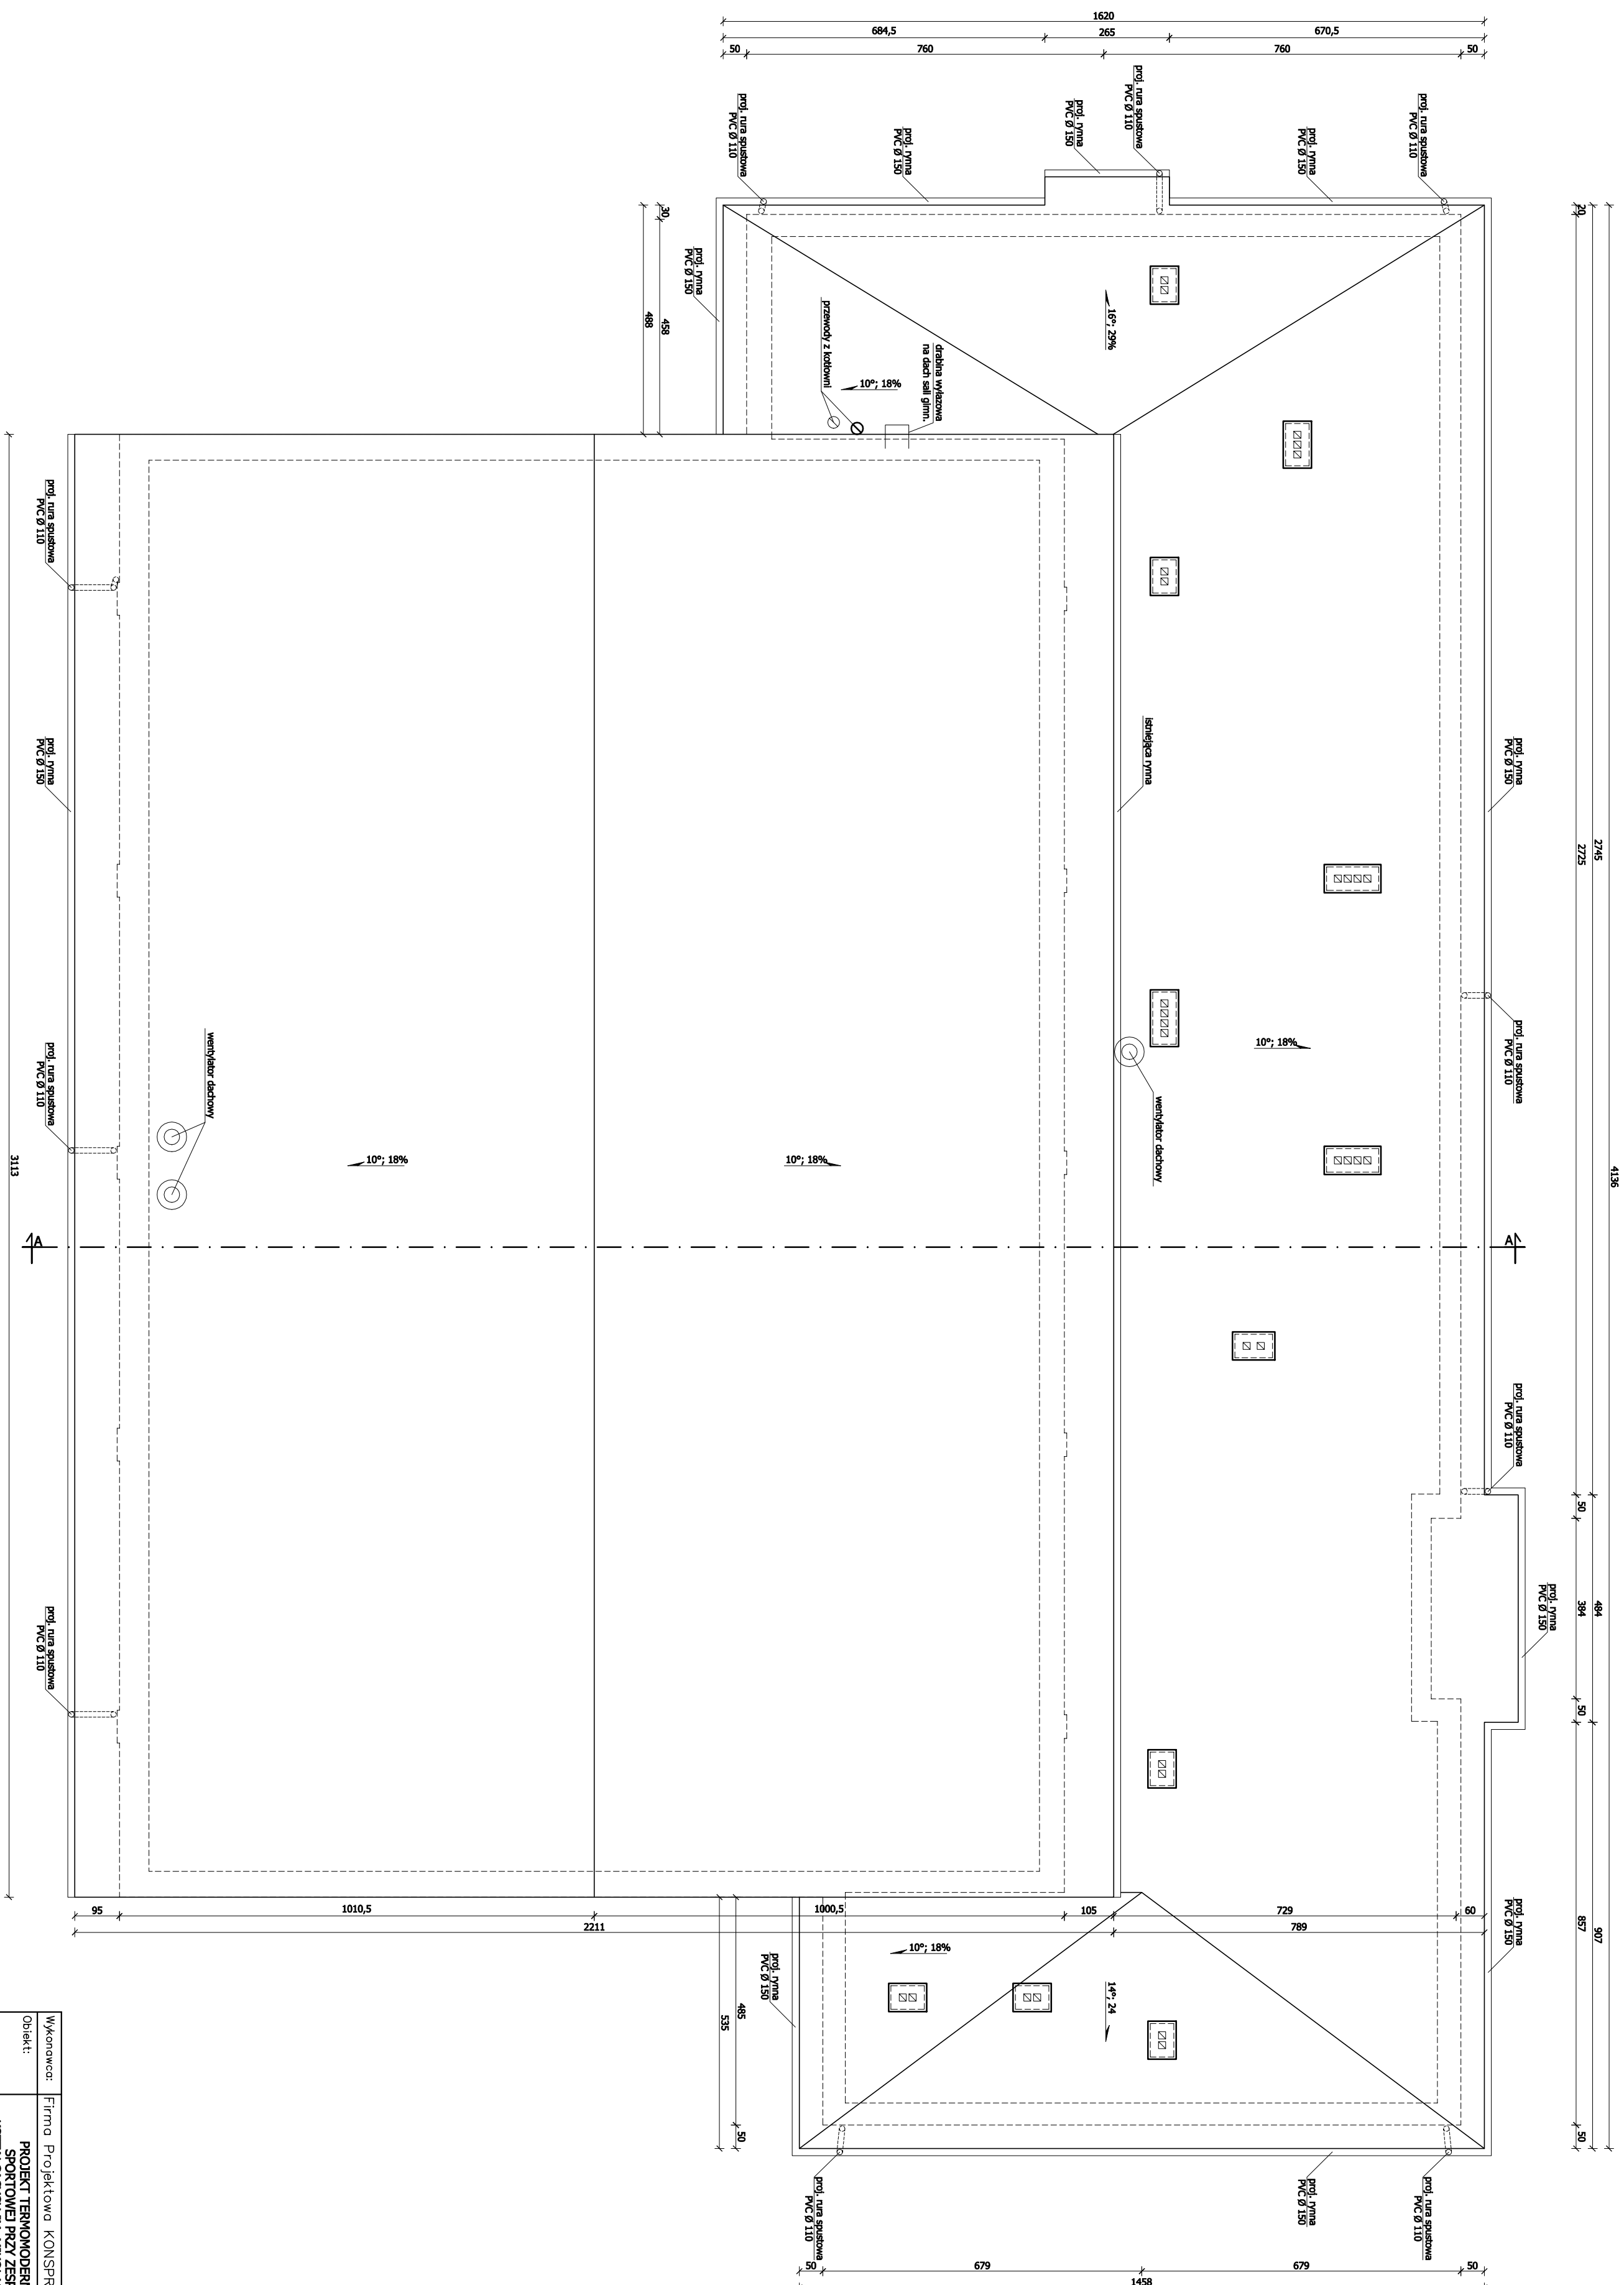 1620
684,5
265
670,5
50
760
760
50
proj. rura spustowa
PVC Ø 110
proj. rynna
PVC Ø 150
proj. rynna
PVC Ø 150
proj. rura spustowa
PVC Ø 110
proj. rynna
PVC Ø 150
proj. rura spustowa
PVC Ø 110
30
458
488
proj. rynna
PVC Ø 150
20
2745
2725
4136
16°; 29%
przewody z kotłowni
drabina wyłazowa
na dach sali gimn.
10°; 18%
proj. rura spustowa
PVC Ø 110
istniejąca rynna
proj. rynna
PVC Ø 150
proj. rynna
PVC Ø 150
proj. rura spustowa
PVC Ø 110
wentylator dachowy
proj. rura spustowa
PVC Ø 110
10°; 18%
wentylator dachowy
10°; 18%
10°; 18%
3113
A
A
proj. rura spustowa
PVC Ø 110
50
384
484
50
proj. rynna
PVC Ø 150
proj. rura spustowa
PVC Ø 110
95
1010,5
1000,5
105
729
60
2211
789
857
907
50
proj. rynna
PVC Ø 150
proj. rynna
PVC Ø 150
10°; 18%
14°; 24
485
535
50
proj. rura spustowa
PVC Ø 110
proj. rynna
PVC Ø 150
proj. rura spustowa
PVC Ø 110
50
679
679
50
1458
Wykonawca:
Firma Projektowa KONSPR
Obiekt:
PROJEKT TERMOMODER
SPORTOWEJ PRZY ZESP